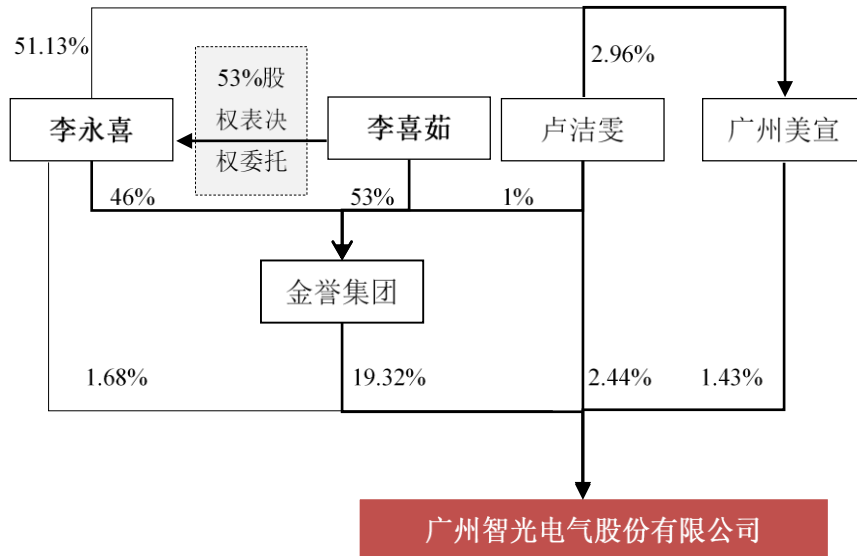 51.13%
2.96%
53%股
权表决
权委托
李永喜
李喜茹
卢洁雯
广州美宣
46%
53%
1%
金誉集团
1.68%
19.32%
2.44%
1.43%
广州智光电气股份有限公司